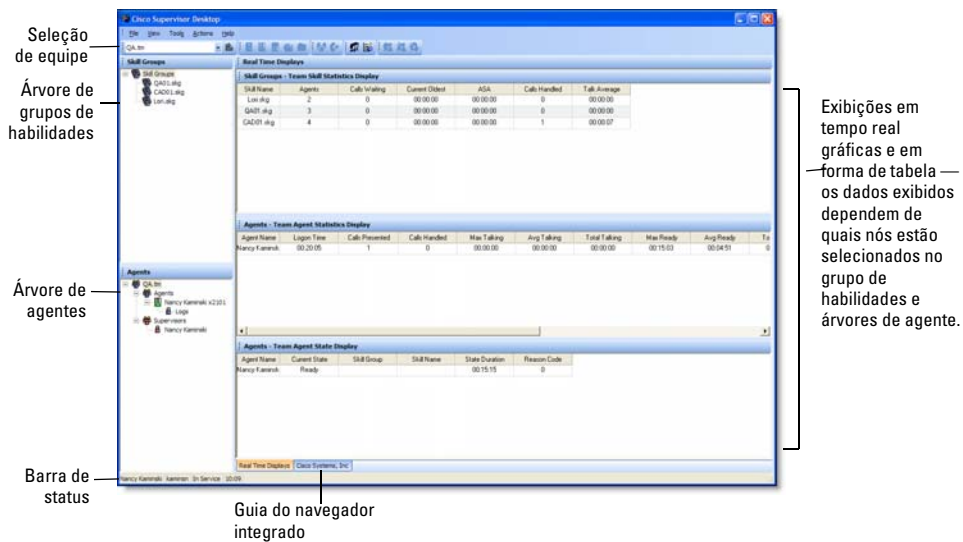 Cisco Supervisor Desktop
File View Tools Actions Help
Seleção
de equipe
QA.tm
Skill Groups
Skill Groups
QA01.skg
CAD01.skg
Lori.skg
Árvore de
grupos de
habilidades
Real Time Displays
Skill Groups - Team Skill Statistics Display
Skill Name Agents Calls Waiting Current Oldest ASA Calls Handled Talk Average
Lori.skg 2 0 00:00:00 00:00:00 0 00:00:00
QA01.skg 3 0 00:00:00 00:00:00 0 00:00:00
CAD01.skg 4 0 00:00:00 00:00:00 1 00:00:07
Exibições em
tempo real
gráficas e em
forma de tabela —
os dados exibidos
dependem de
quais nós estão
selecionados no
grupo de
habilidades e
árvores de agente.
Agents - Team Agent Statistics Display
Agent Name Logon Time Calls Presented Calls Handled Max Talking Avg Talking Total Talking Max Ready Avg Ready To
Nancy Kaminsk 00:20:05 1 0 00:00:00 00:00:00 00:00:00 00:15:03 00:04:51 0
Agents
QA.tm
Agents
Nancy Kaminski x2101
Logs
Supervisors
Nancy Kaminski
Árvore de
agentes
Agents - Team Agent State Display
Agent Name Current State Skill Group Skill Name State Duration Reason Code
Nancy Kaminsk Ready 00:15:15 0
Real Time Displays Cisco Systems, Inc
Nancy Kaminski kaminsn In Service 10:09
Barra de
status
Guia do navegador
integrado